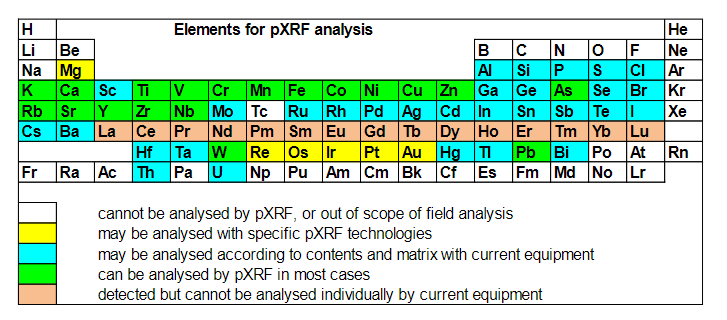 H Elements for pXRF analysis He
Li Be B C N O F Ne
Na Mg Al Si P S Cl Ar
K Ca Sc Ti V Cr Mn Fe Co Ni Cu Zn Ga Ge As Se Br Kr
Rb Sr Y Zr Nb Mo Tc Ru Rh Pd Ag Cd In Sn Sb Te I Xe
Cs Ba La Ce Pr Nd Pm Sm Eu Gd Tb Dy Ho Er Tm Yb Lu
Hf Ta W Re Os Ir Pt Au Hg Tl Pb Bi Po At Rn
Fr Ra Ac Th Pa U Np Pu Am Cm Bk Cf Es Fm Md No Lr
cannot be analysed by pXRF, or out of scope of field analysis
may be analysed with specific pXRF technologies
may be analysed according to contents and matrix with current equipment
can be analysed by pXRF in most cases
detected but cannot be analysed individually by current equipment